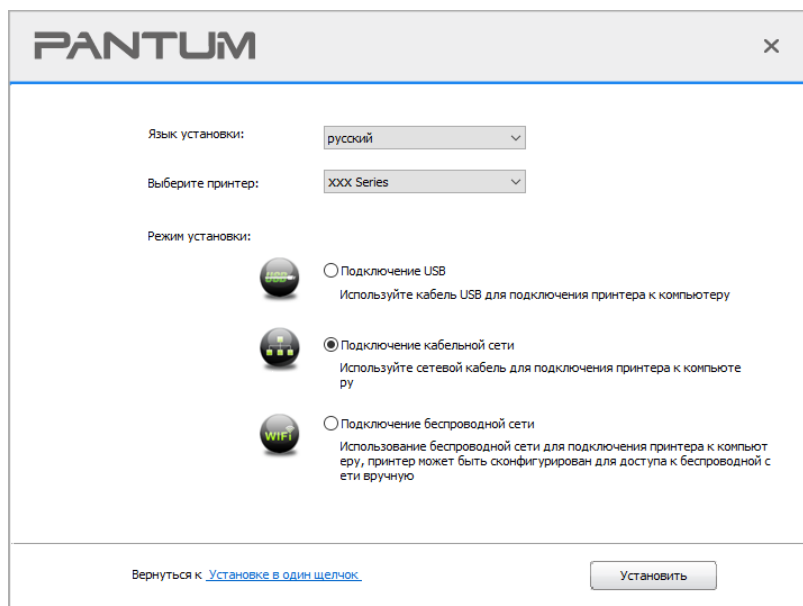 PANTUM
Язык установки:
русский
Выберите принтер:
XXX Series
Режим установки:
USB
Подключение USB
Используйте кабель USB для подключения принтера к компьютеру
Подключение кабельной сети
Используйте сетевой кабель для подключения принтера к компьюте
ру
WiFi
Подключение беспроводной сети
Использование беспроводной сети для подключения принтера к компьют
еру, принтер может быть сконфигурирован для доступа к беспроводной с
ети вручную
Вернуться к Установке в один щелчок
Установить